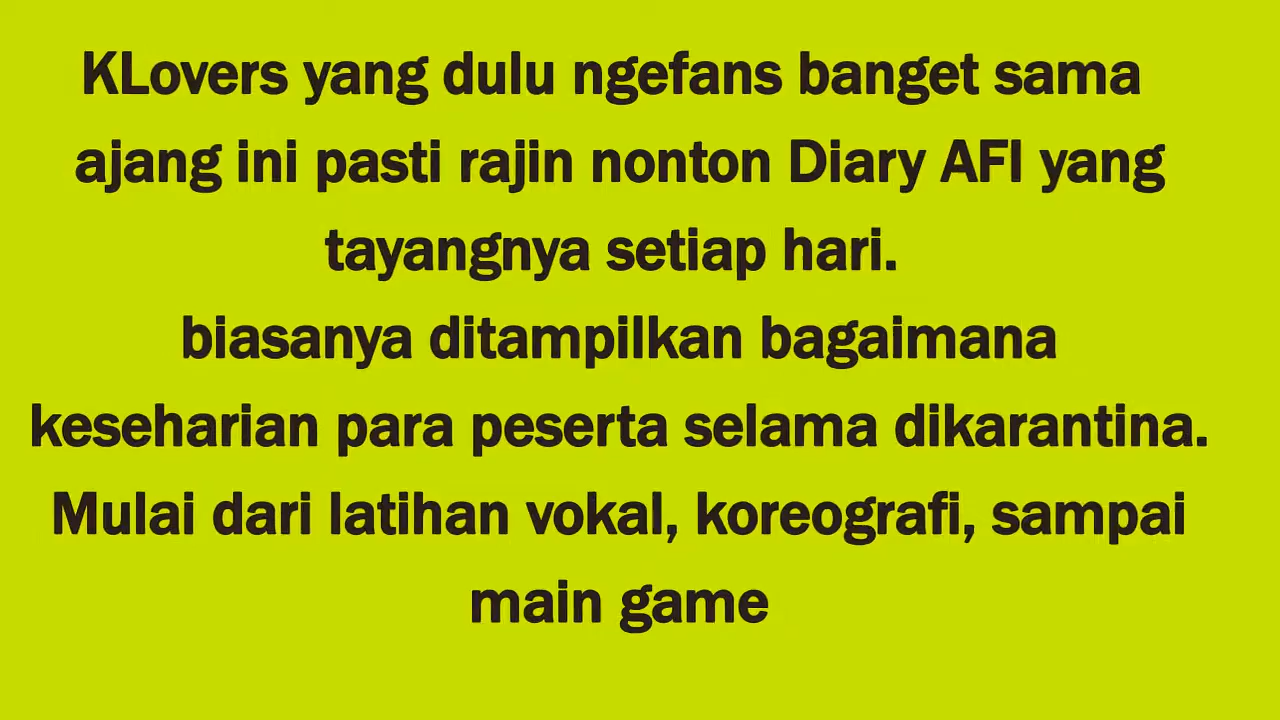 KLovers yang dulu ngefans banget sama
ajang ini pasti rajin nonton Diary AFI yang
tayangnya setiap hari.
biasanya ditampilkan bagaimana
keseharian para peserta selama dikarantina.
Mulai dari latihan vokal, koreografi, sampai
main game